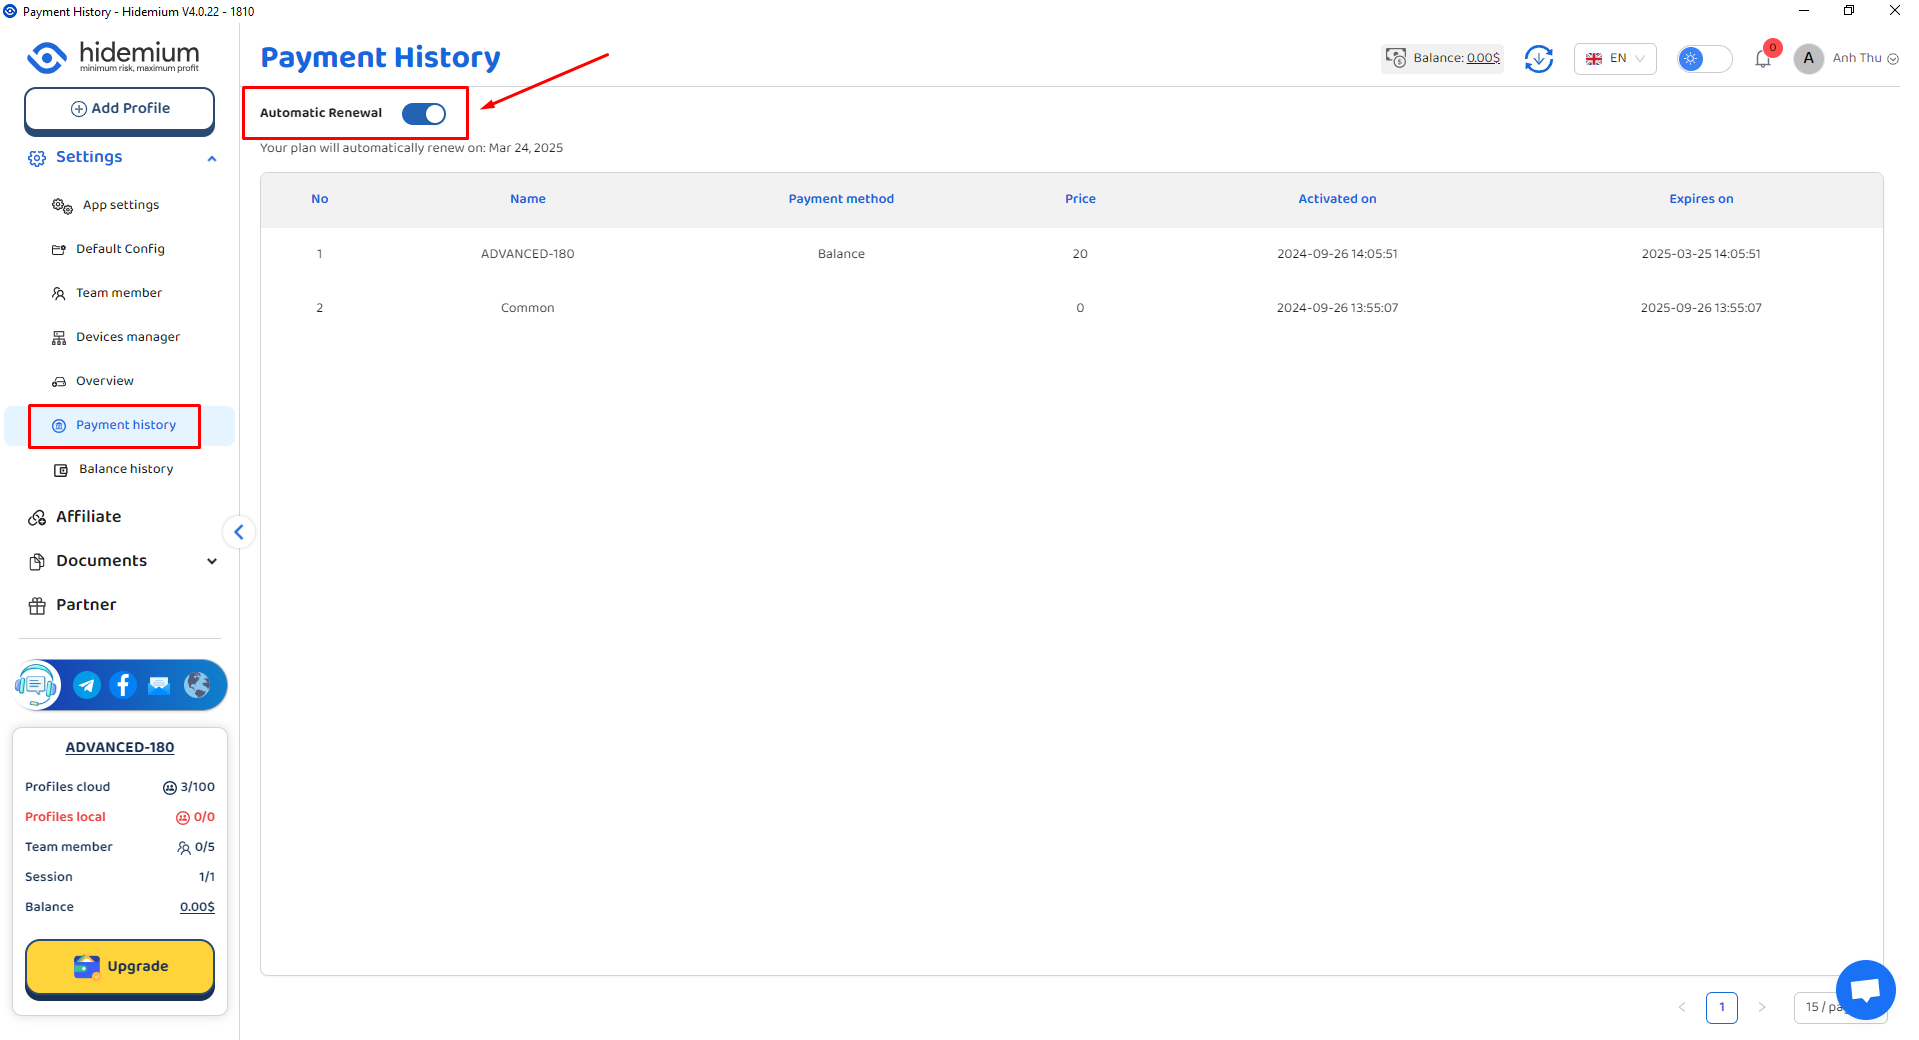 Payment History - Hidemium V4.0.22 - 1810
hidemium
minimum risk, maximum profit
Add Profile
Settings
App settings
Default Config
Team member
Devices manager
Overview
Payment history
Balance history
Affiliate
Documents
Partner
ADVANCED-180
Profiles cloud 3/100
Profiles local 0/0
Team member 0/5
Session 1/1
Balance 0.00$
Upgrade
Payment History
Balance: 0.00$
EN
0
A
Anh Thu
Automatic Renewal
Your plan will automatically renew on: Mar 24, 2025
No Name Payment method Price Activated on Expires on
1 ADVANCED-180 Balance 20 2024-09-26 14:05:51 2025-03-25 14:05:51
2 Common 0 2024-09-26 13:55:07 2025-09-26 13:55:07
< 1 >
15 /